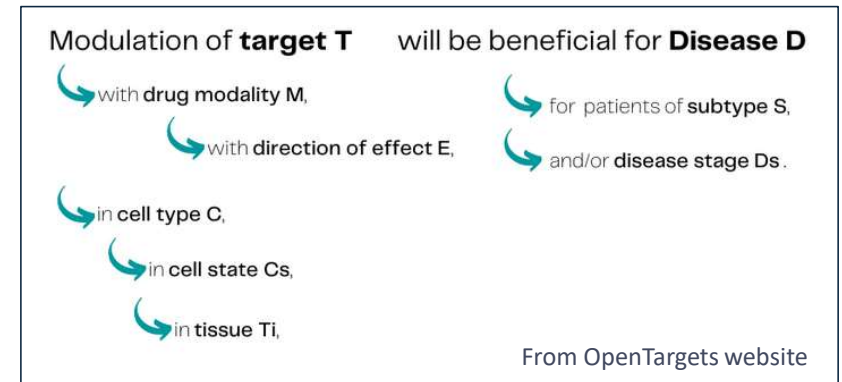 Modulation of target T will be beneficial for Disease D
with drug modality M,
with direction of effect E,
in cell type C,
in cell state Cs,
in tissue Ti,
for patients of subtype S,
and/or disease stage Ds.
From OpenTargets website